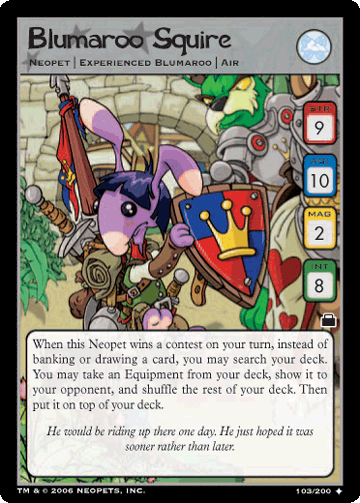 Blumaroo Squire
NEOPET | EXPERIENCED BLUMAROO | AIR
STR
9
AGI
10
MAG
2
INT
8
When this Neopet wins a contest on your turn, instead of
banking or drawing a card, you may search your deck.
You may take an Equipment from your deck, show it to
your opponent, and shuffle the rest of your deck. Then
put it on top of your deck.
He would be riding up there one day. He just hoped it was
sooner rather than later.
TM & © 2006 NEOPETS, INC.
103/200